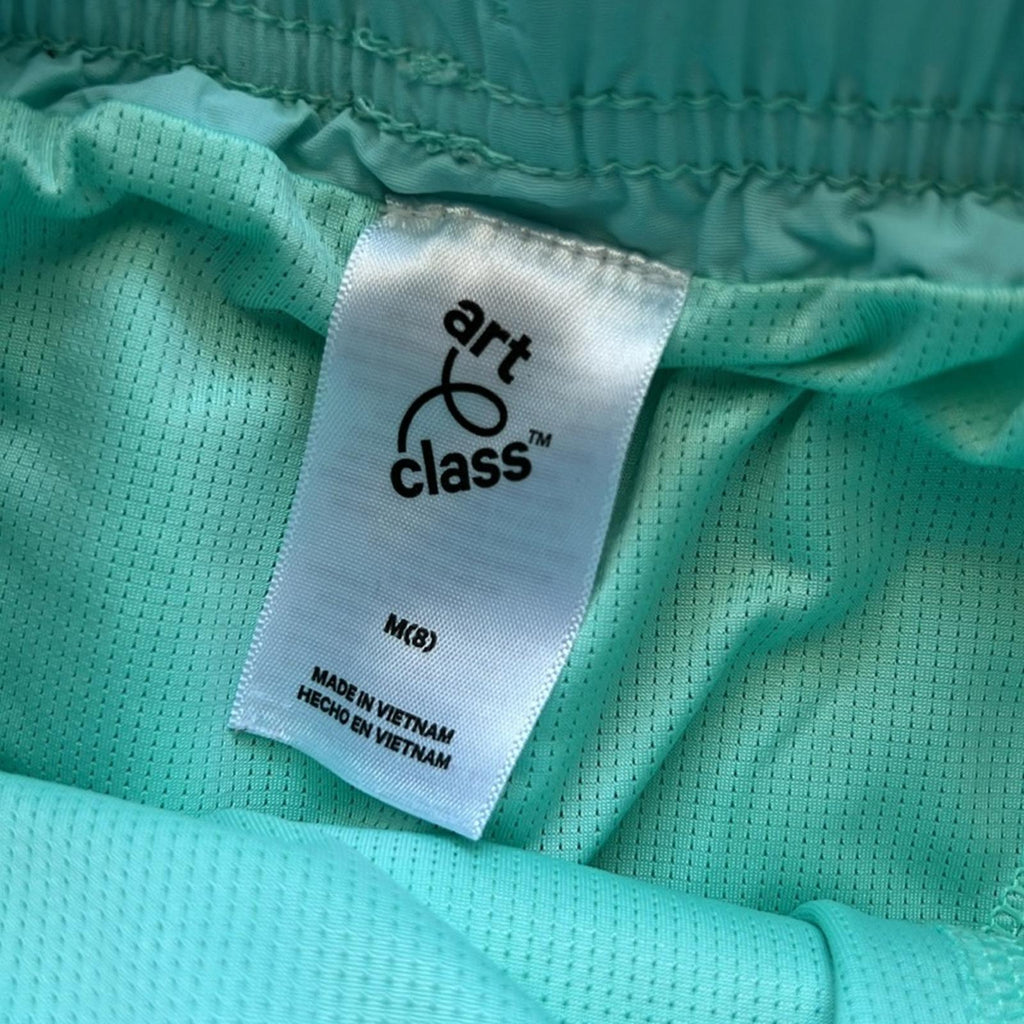 art
class™
M(8)
MADE IN VIETNAM
HECHO EN VIETNAM